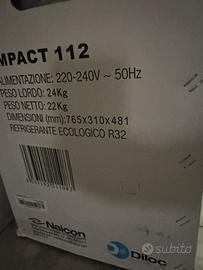 MPACT 112
ALIMENTAZIONE: 220-240V ~ 50Hz
PESO LORDO: 24Kg
PESO NETTO: 22Kg
DIMENSIONI (mm):765x310x481
REFRIGERANTE ECOLOGICO R32
Naicon
Diloc
subito